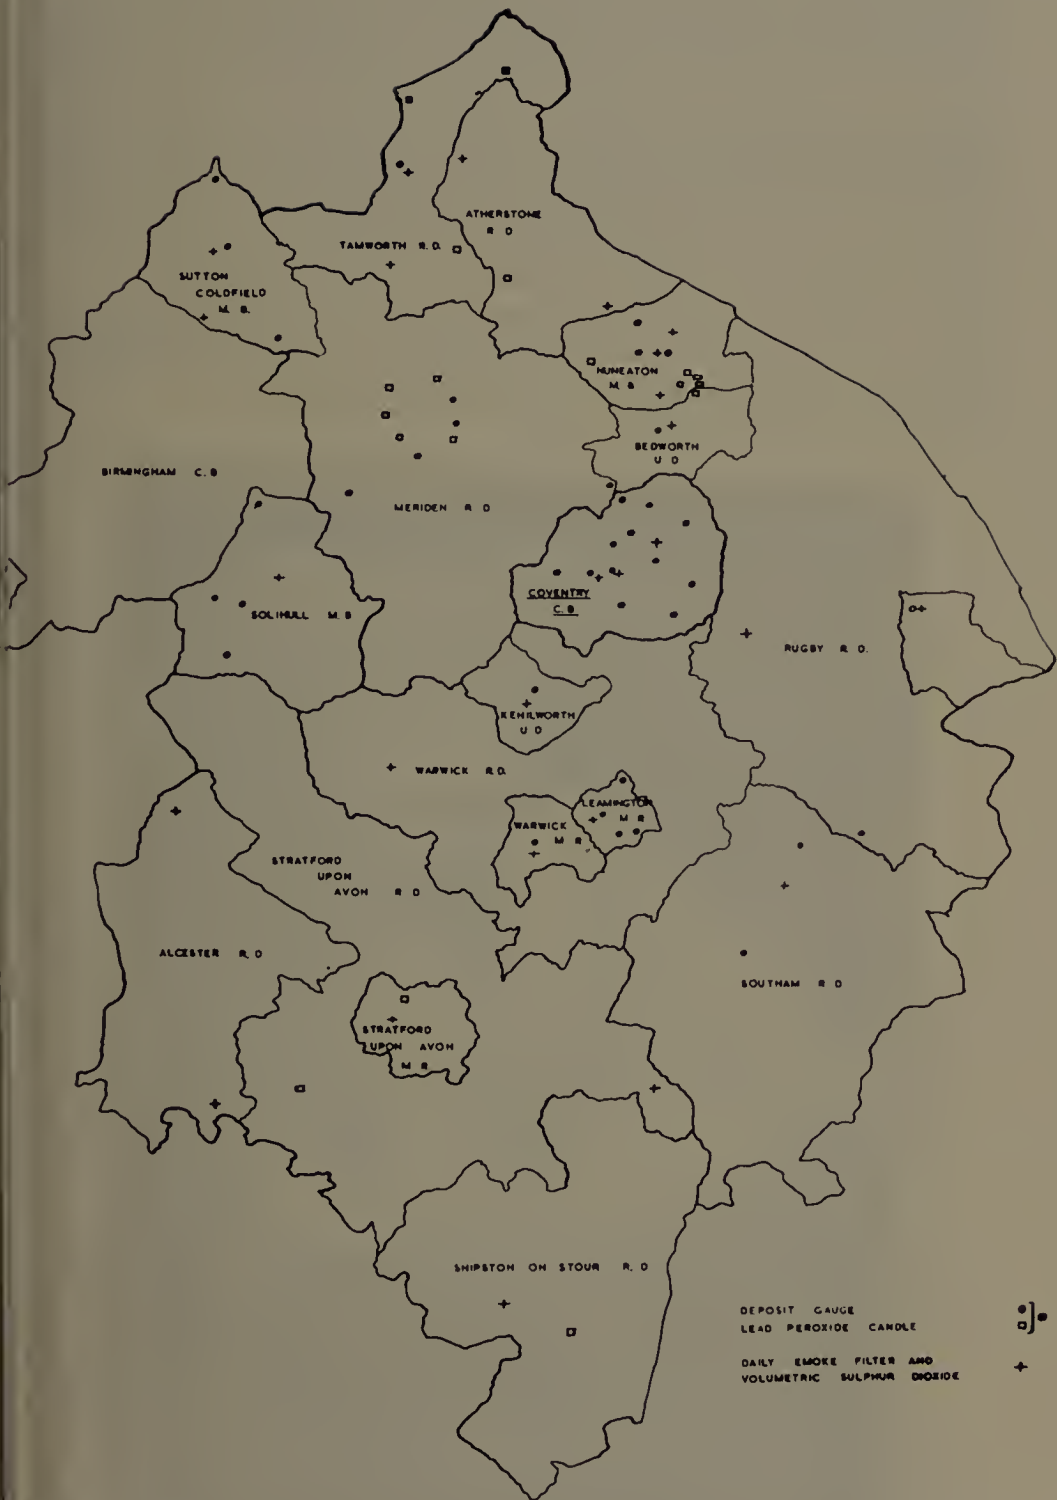 ATHERSTONE
R D
TAMWORTH R.D.
SUTTON
COLDFIELD
M. B.
NUNEATON
M. B
BEDWORTH
U D
BIRMINGHAM C.B
MERIDEN R D
COVENTRY
C.B
SOLIHULL M.B
RUGBY R D.
KENILWORTH
U D
WARWICK R.D.
LEAMINGTON
M B
WARWICK
M B
STRATFORD
UPON
AVON R D
ALCESTER R, D
SOUTHAM R D
STRATFORD
UPON AVON
M B
SHIPSTON ON STOUR R, D
DEPOSIT GAUGE
LEAD PEROXIDE CANDLE
DAILY SMOKE FILTER AND
VOLUMETRIC SULPHUR DIOXIDE